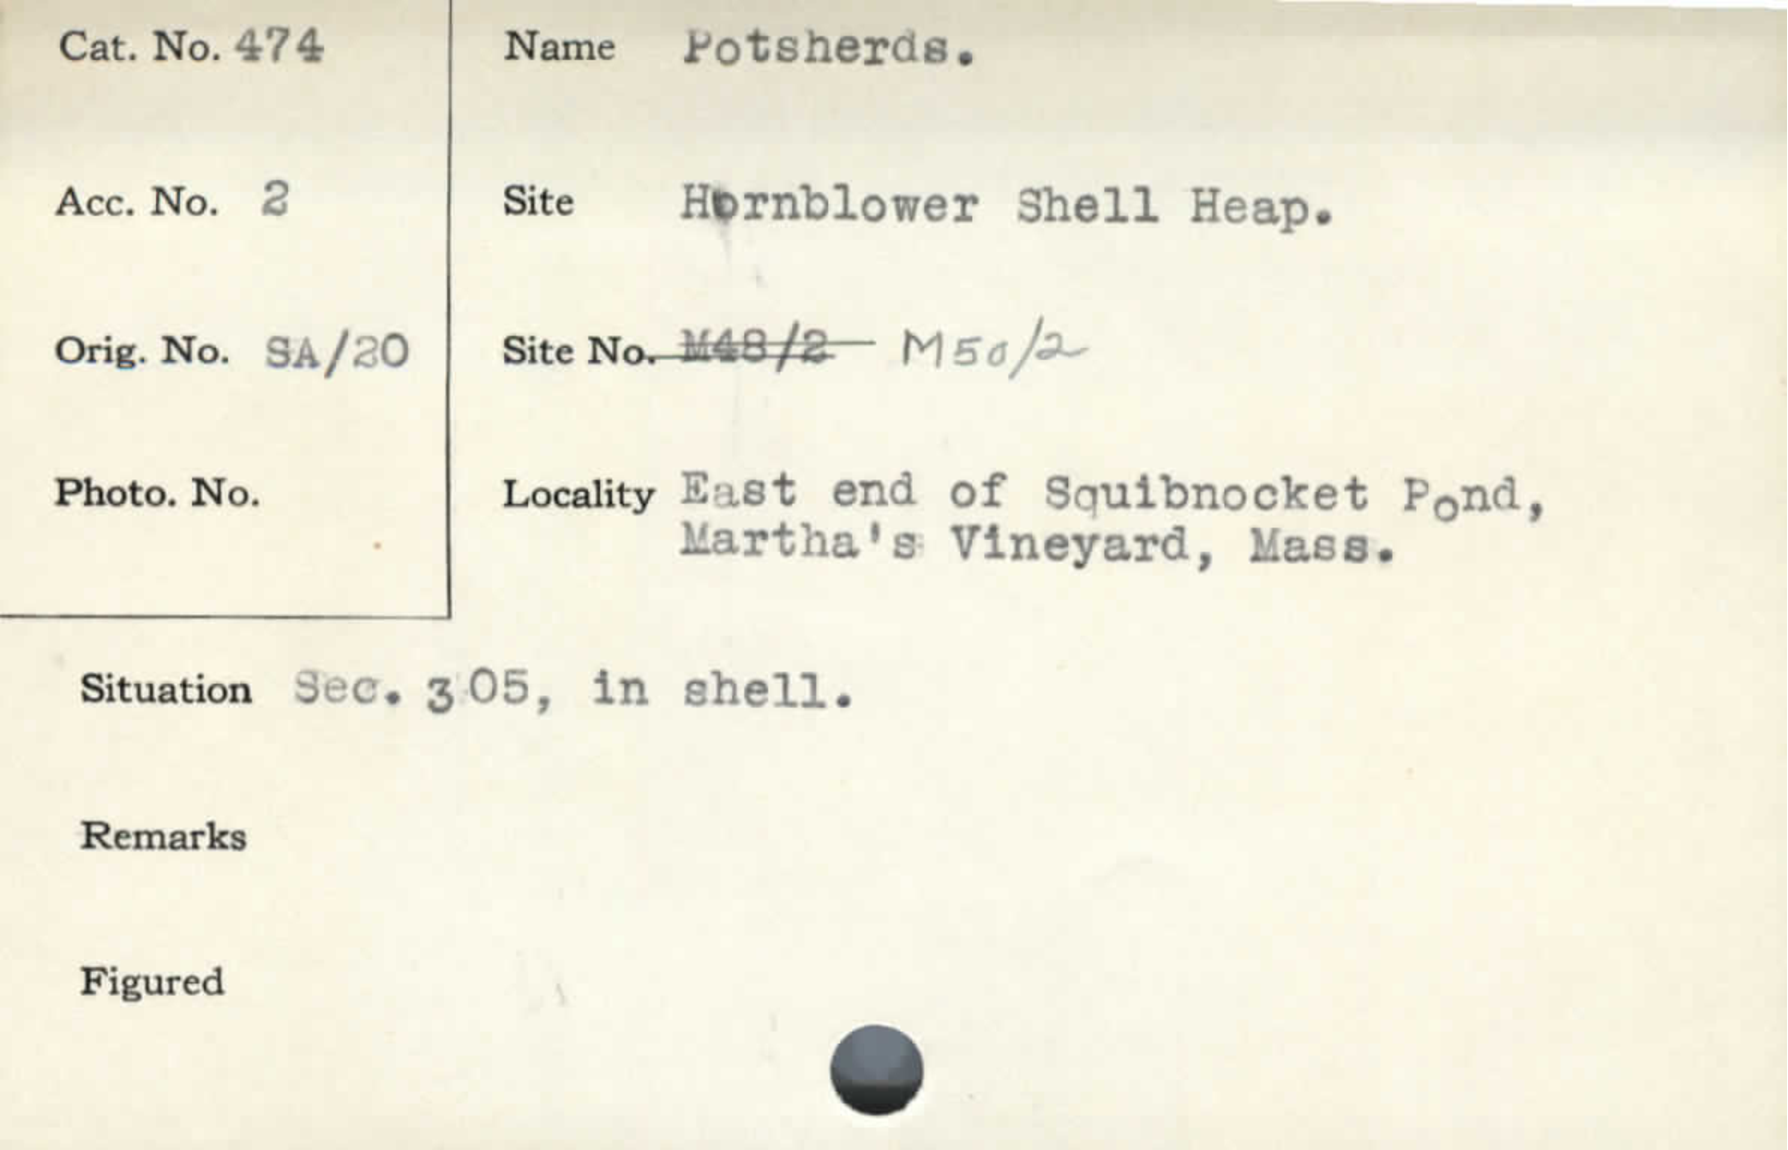 Cat. No. 474
Name Potsherds.
Acc. No. 2
Site Hornblower Shell Heap.
Orig. No. SA/20
Site No. M48/2 M50/2
Photo. No.
Locality East end of Squibnocket Pond,
Martha's Vineyard, Mass.
Situation Sec. 305, in shell.
Remarks
Figured